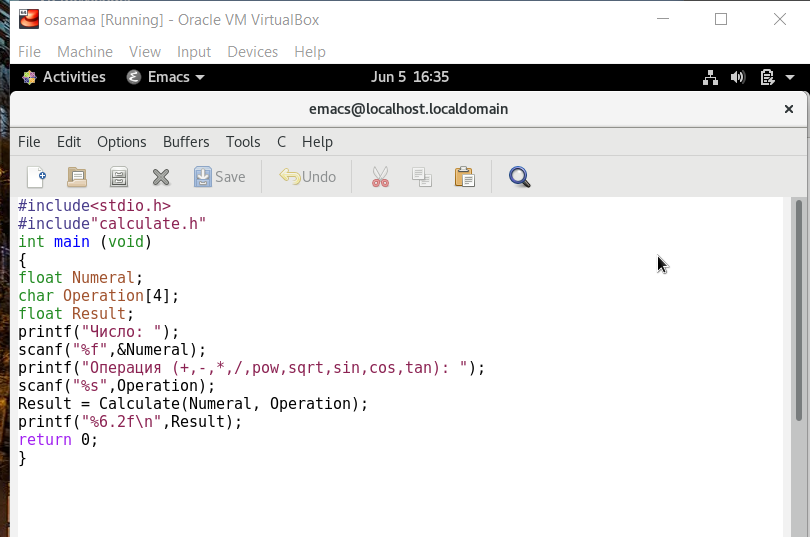 osamaa [Running] - Oracle VM VirtualBox
File Machine View Input Devices Help
Activities Emacs Jun 5 16:35
emacs@localhost.localdomain
File Edit Options Buffers Tools C Help
Save Undo
#include<stdio.h>
#include"calculate.h"
int main (void)
{
float Numeral;
char Operation[4];
float Result;
printf("Число: ");
scanf("%f",&Numeral);
printf("Операция (+,-,*,/,pow,sqrt,sin,cos,tan): ");
scanf("%s",Operation);
Result = Calculate(Numeral, Operation);
printf("%6.2f\n",Result);
return 0;
}